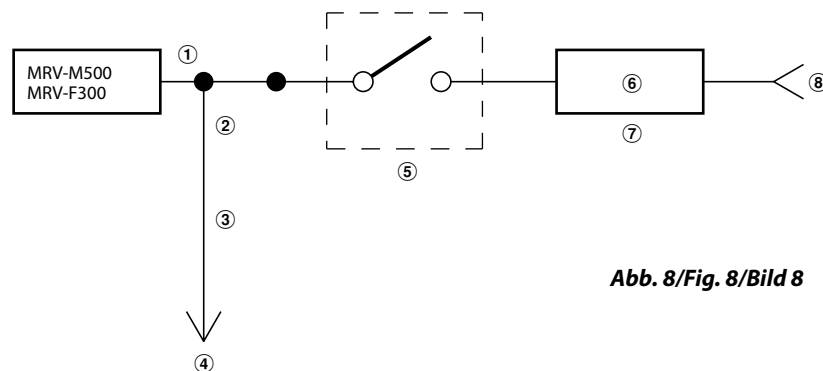 ①
MRV-M500
MRV-F300
②
⑥
⑧
⑦
⑤
③
Abb. 8/Fig. 8/Bild 8
④